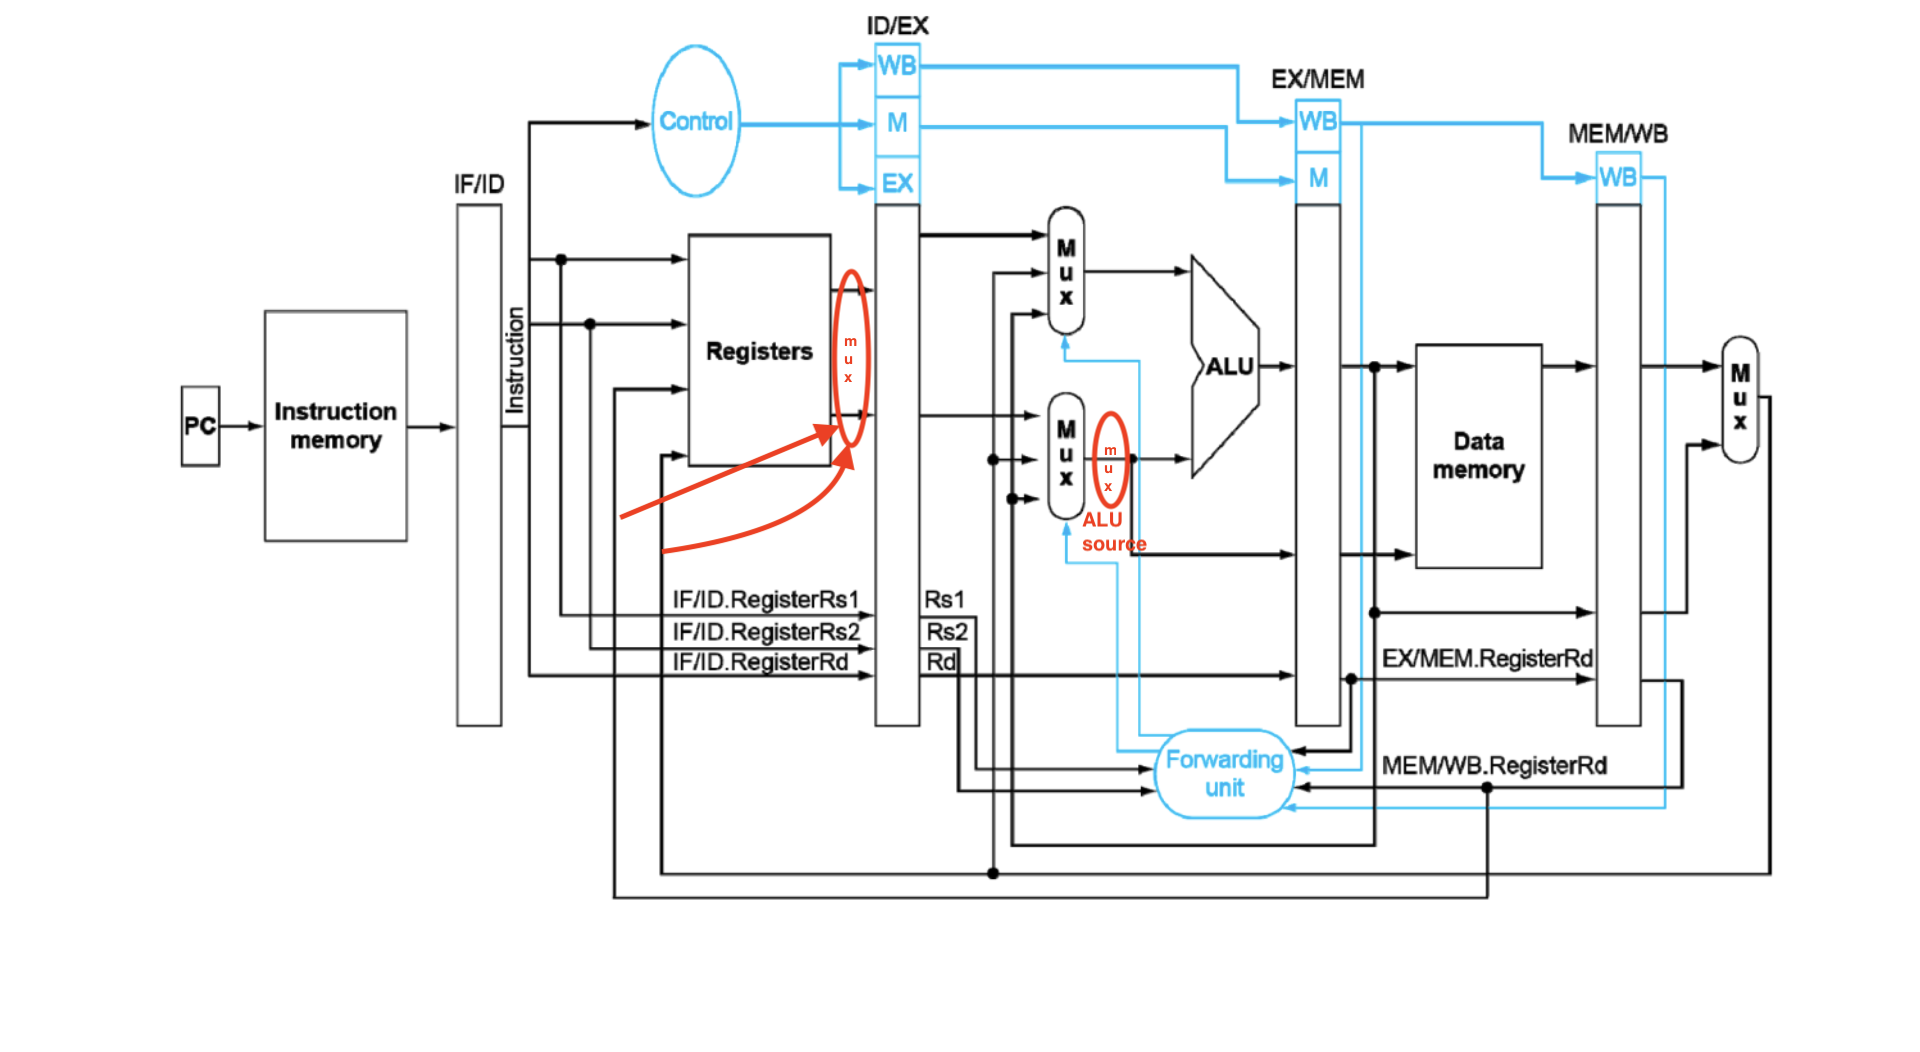 ID/EX
WB
EX/MEM
Control
M
WB
MEM/WB
IF/ID
EX
M
WB
M
u
x
Instruction
Registers
m
u
x
ALU
PC
Instruction
memory
M
u
x
m
u
x
Data
memory
M
u
x
ALU
source
IF/ID.RegisterRs1
Rs1
IF/ID.RegisterRs2
Rs2
IF/ID.RegisterRd
Rd
EX/MEM.RegisterRd
Forwarding
unit
MEM/WB.RegisterRd